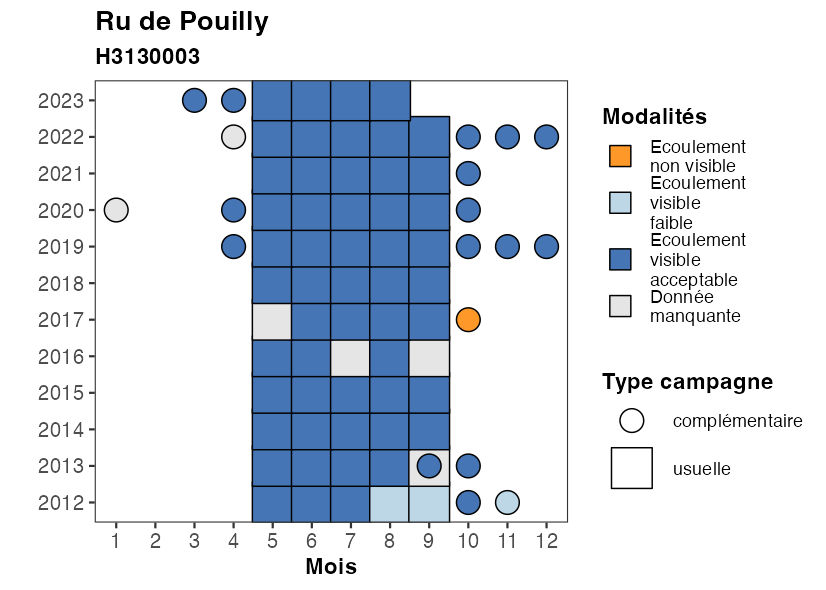 Ru de Pouilly
H3130003
2023
2022
2021
2020
2019
2018
2017
2016
2015
2014
2013
2012
1 2 3 4 5 6 7 8 9 10 11 12
Mois
Modalités
Ecoulement
non visible
Ecoulement
visible
faible
Ecoulement
visible
acceptable
Donnée
manquante
Type campagne
complémentaire
usuelle